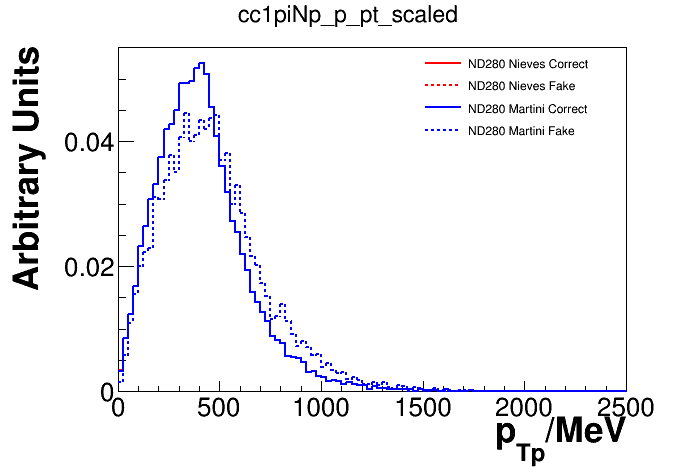 cc1piNp_p_pt_scaled
Arbitrary Units
ND280 Nieves Correct
ND280 Nieves Fake
ND280 Martini Correct
ND280 Martini Fake
0.04
0.02
0
0 500 1000 1500 2000 2500
p_Tp/MeV